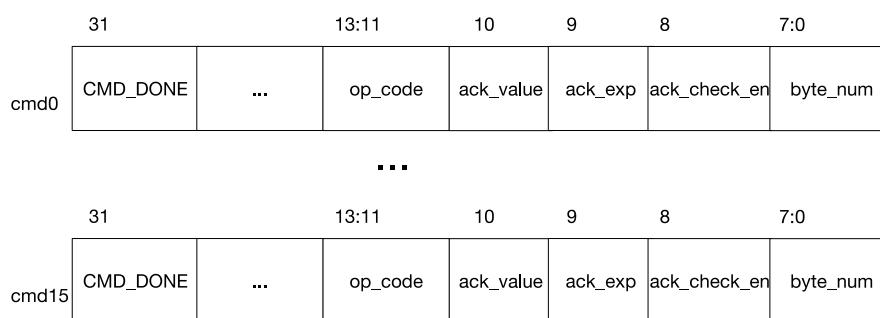 31 13:11 10 9 8 7:0
cmd0 CMD_DONE ... op_code ack_value ack_exp ack_check_en byte_num
...
31 13:11 10 9 8 7:0
cmd15 CMD_DONE ... op_code ack_value ack_exp ack_check_en byte_num